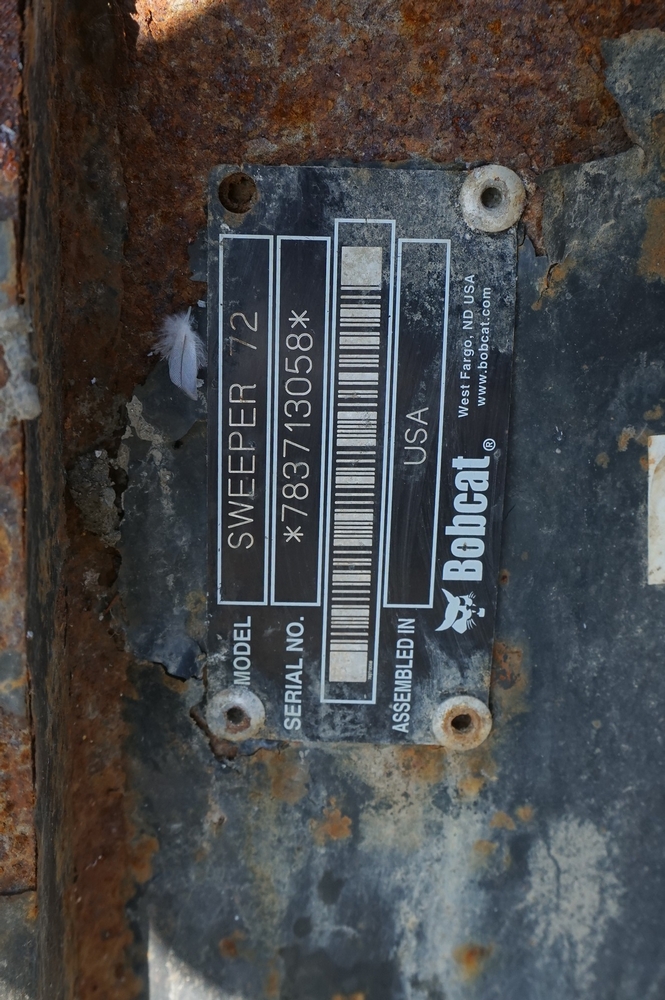 MODEL SWEEPER 72
SERIAL NO. *783713058*
ASSEMBLED IN USA
Bobcat®
West Fargo, ND USA
www.bobcat.com